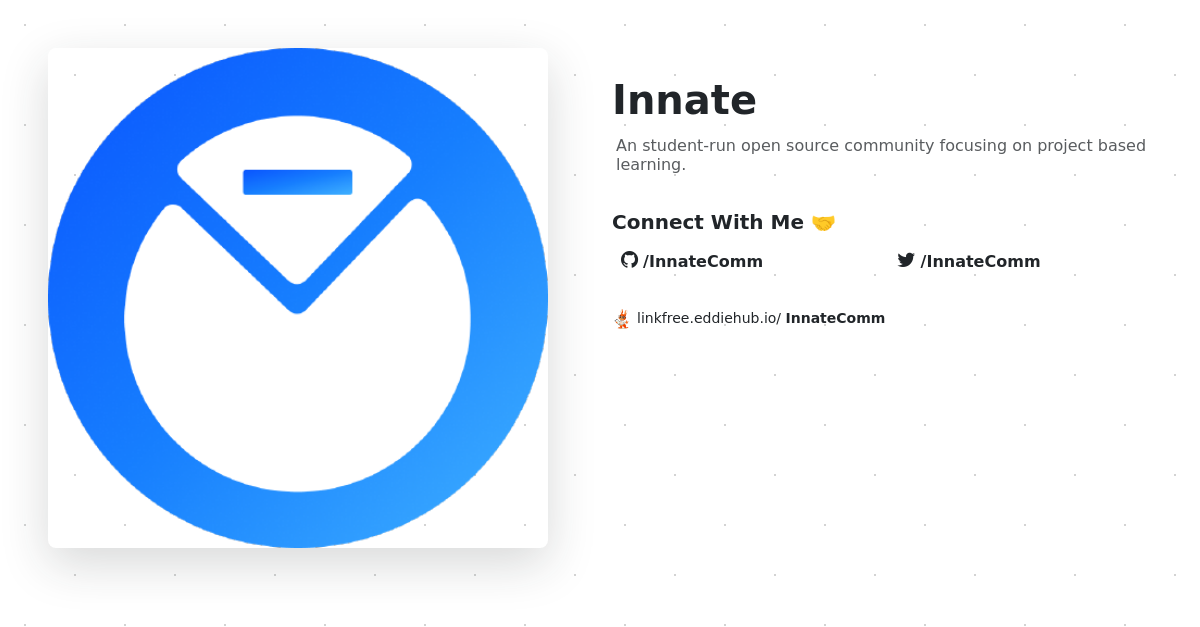 Innate
An student-run open source community focusing on project based
learning.
Connect With Me 🤝
/InnateComm
/InnateComm
linkfree.eddiehub.io/ InnateComm